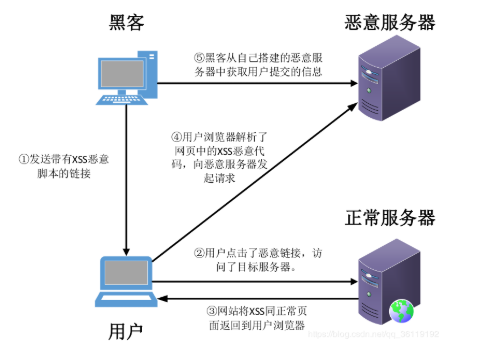 黑客
恶意服务器
⑤黑客从自己搭建的恶意服
务器中获取用户提交的信息
④用户浏览器解析了
网页中的XSS恶意代
码，向恶意服务器发
起请求
①发送带有XSS恶意
脚本的链接
正常服务器
②用户点击了恶意链接，访
问了目标服务器。
③网站将XSS同正常页
面返回到用户浏览器
用户